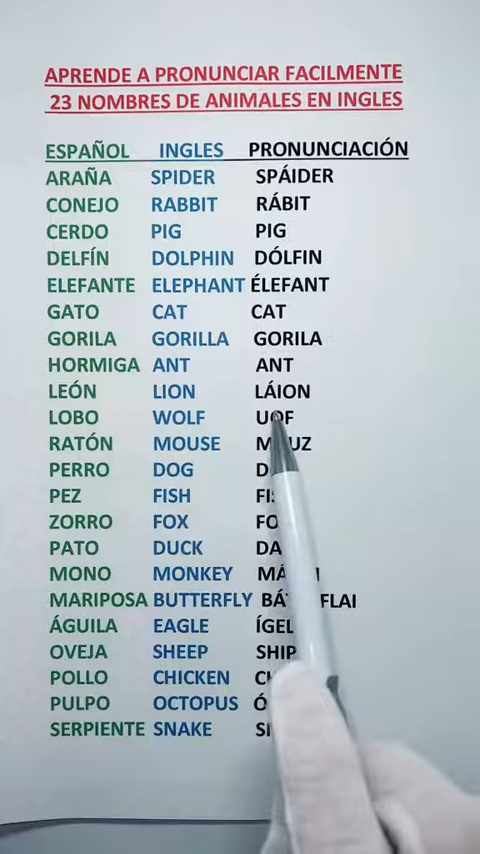 APRENDE A PRONUNCIAR FACILMENTE
23 NOMBRES DE ANIMALES EN INGLES
ESPAÑOL INGLES PRONUNCIACIÓN
ARAÑA SPIDER SPÁIDER
CONEJO RABBIT RÁBIT
CERDO PIG PIG
DELFÍN DOLPHIN DÓLFIN
ELEFANTE ELEPHANT ÉLEFANT
GATO CAT CAT
GORILA GORILLA GORILA
HORMIGA ANT ANT
LEÓN LION LÁION
LOBO WOLF
RATÓN MOUSE
PERRO DOG
PEZ FISH
ZORRO FOX
PATO DUCK
MONO MONKEY
MARIPOSA BUTTERFLY
ÁGUILA EAGLE ÍGEL
OVEJA SHEEP SHIP
POLLO CHICKEN
PULPO OCTOPUS
SERPIENTE SNAKE